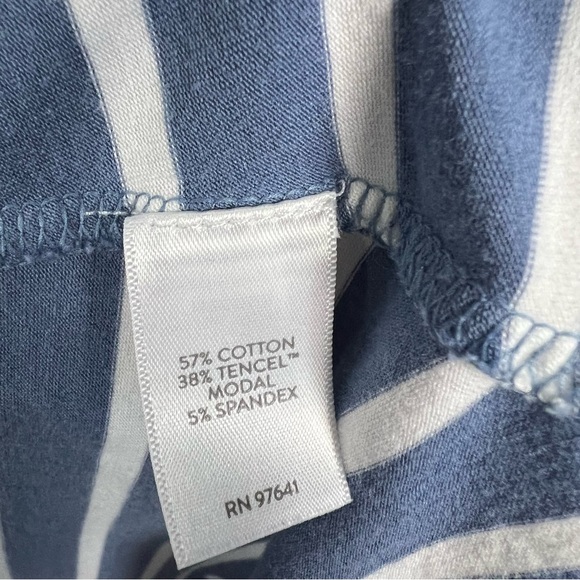 57% COTTON
38% TENCEL™
MODAL
5% SPANDEX
RN 97641